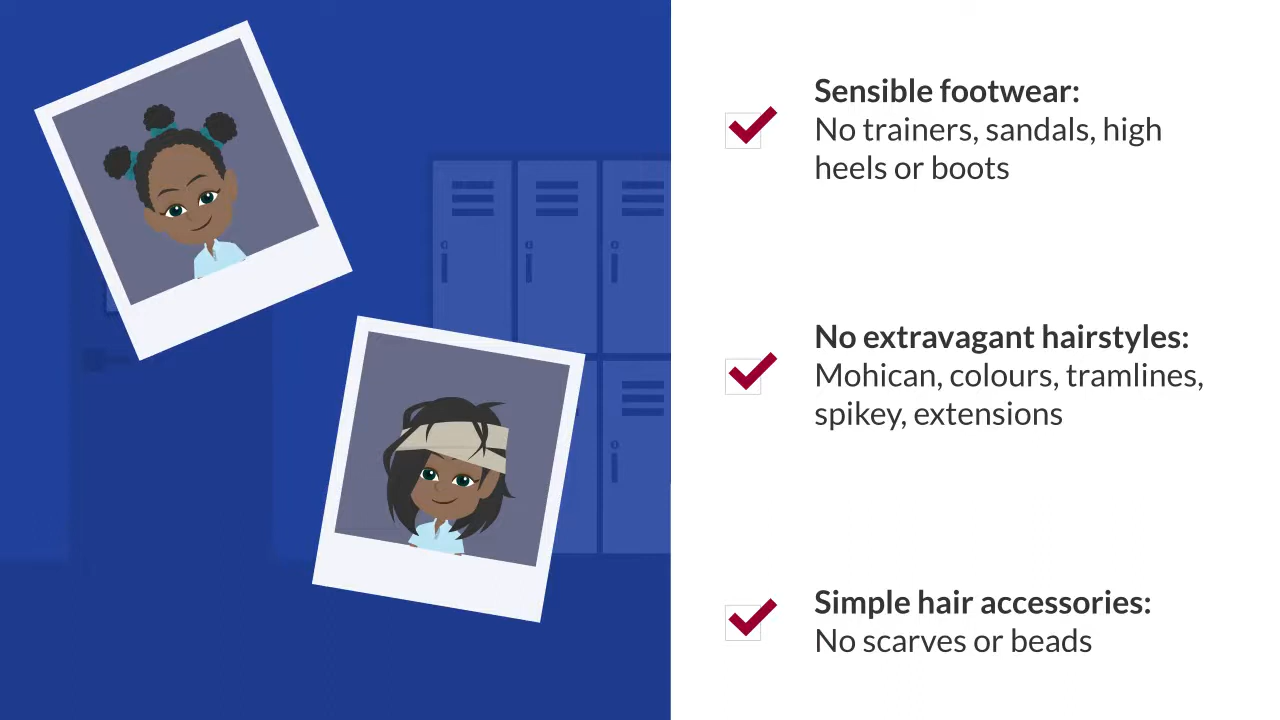 Sensible footwear:
No trainers, sandals, high
heels or boots
No extravagant hairstyles:
Mohican, colours, tramlines,
spikey, extensions
Simple hair accessories:
No scarves or beads